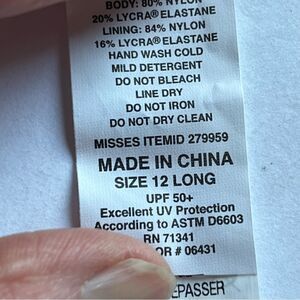 BODY: 80% NYLON
20% LYCRA® ELASTANE
LINING: 84% NYLON
16% LYCRA® ELASTANE
HAND WASH COLD
MILD DETERGENT
DO NOT BLEACH
LINE DRY
DO NOT IRON
DO NOT DRY CLEAN
MISSES ITEMID 279959
MADE IN CHINA
SIZE 12 LONG
UPF 50+
Excellent UV Protection
According to ASTM D6603
RN 71341
OR # 06431
EPASSER